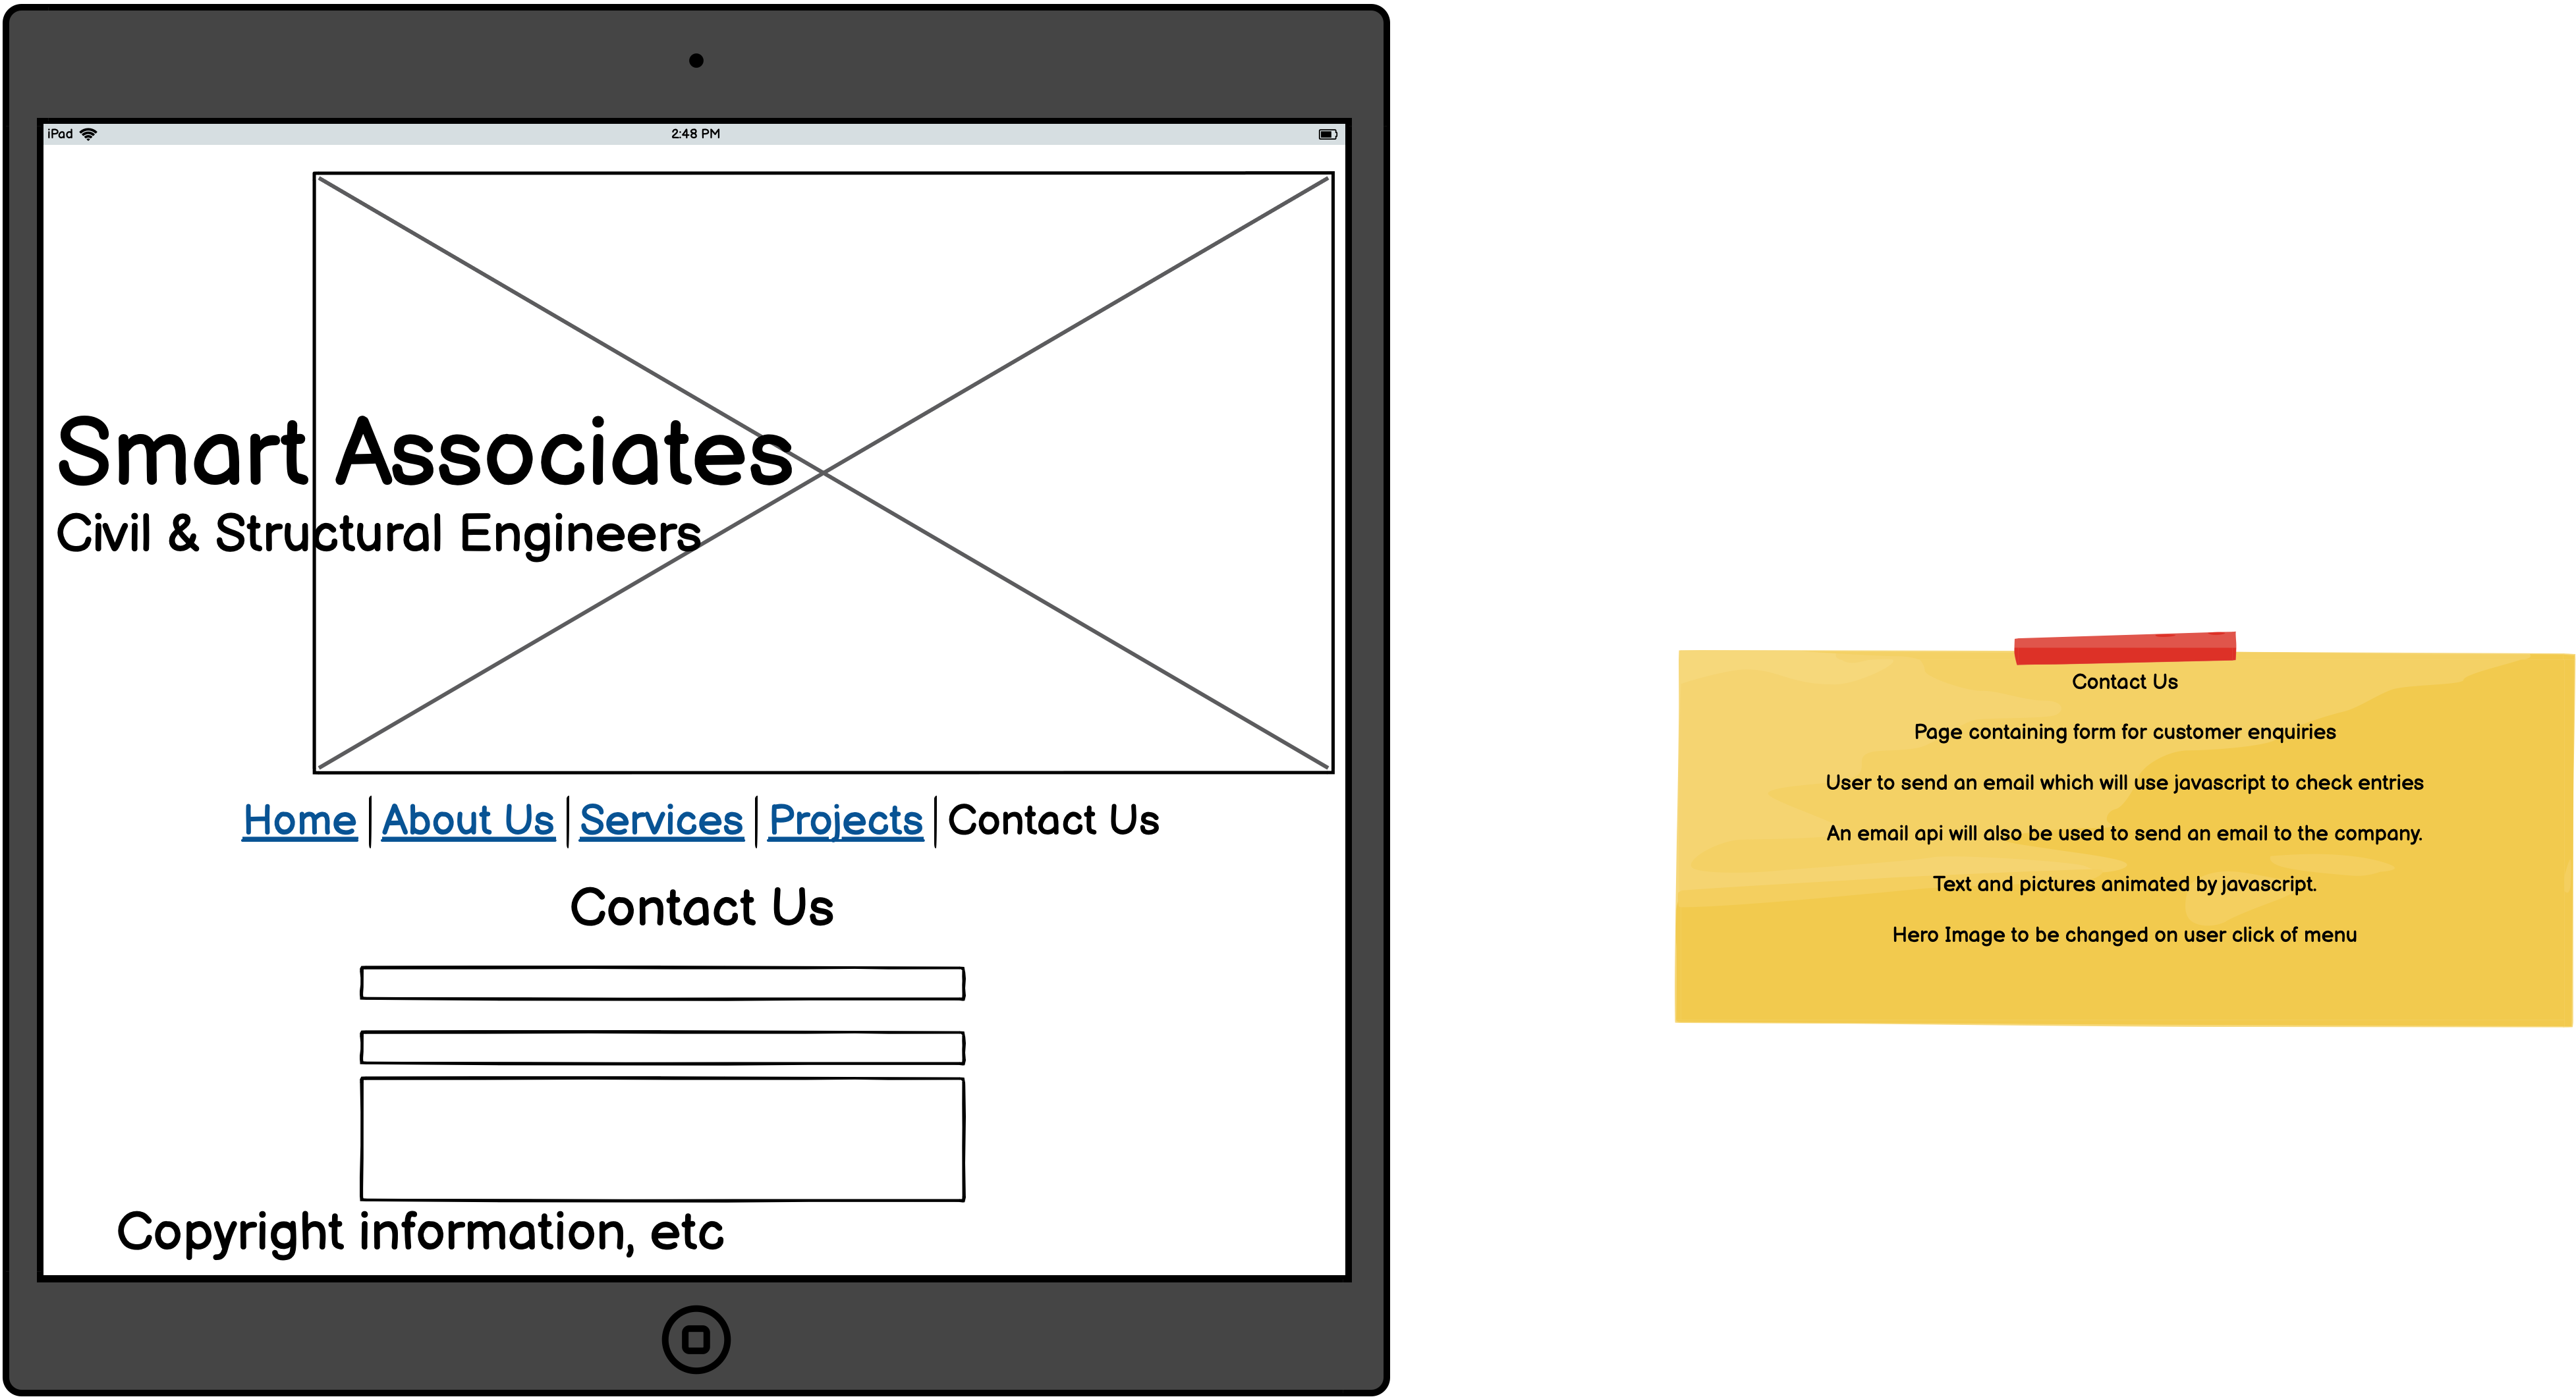 iPad 2:48 PM
Smart Associates
Civil & Structural Engineers
Home About Us Services Projects Contact Us
Contact Us
Copyright information, etc
Contact Us
Page containing form for customer enquiries
User to send an email which will use javascript to check entries
An email api will also be used to send an email to the company.
Text and pictures animated by javascript.
Hero Image to be changed on user click of menu